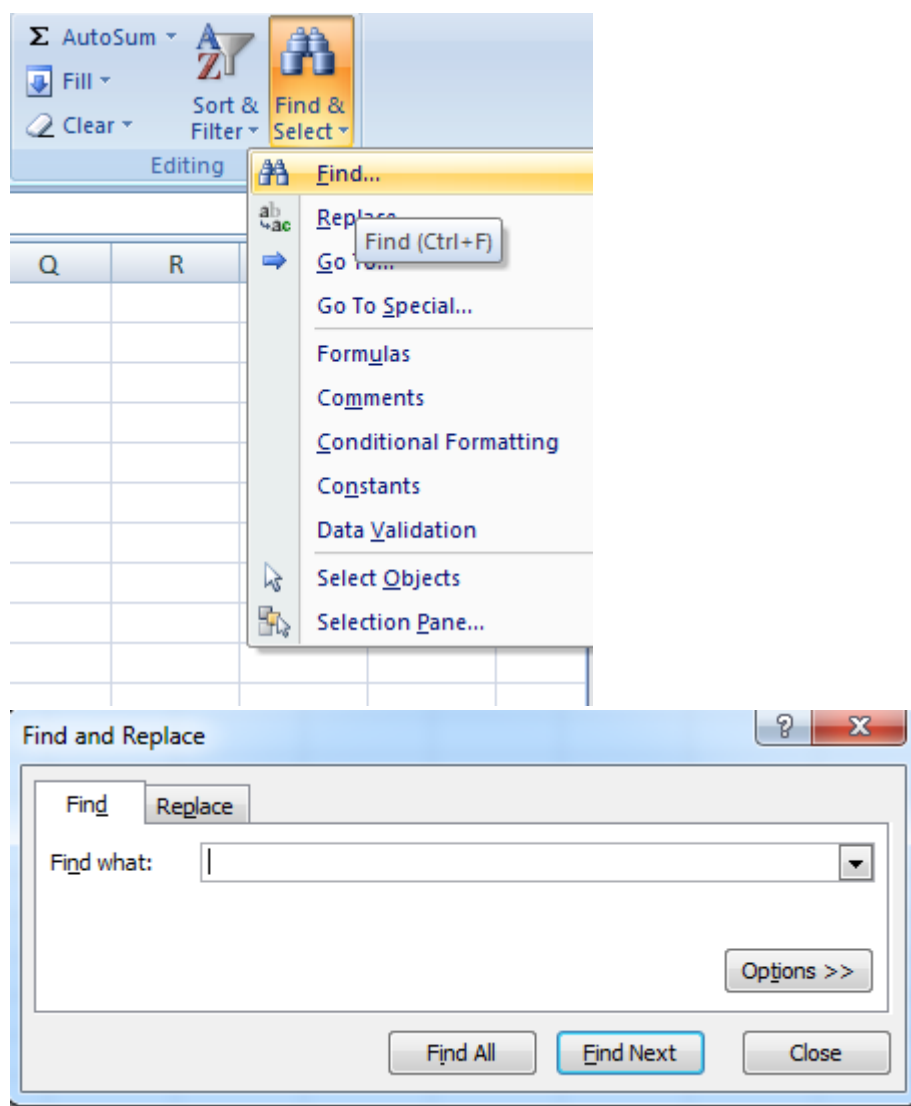 Σ AutoSum
Fill
Clear
A
Z
Sort &
Filter
Find &
Select
Editing
Find...
ab
ac
Replace...
Find (Ctrl+F)
Go To...
Go To Special...
Formulas
Comments
Conditional Formatting
Constants
Data Validation
Select Objects
Selection Pane...
Q R
Find and Replace
? X
Find Replace
Find what:
Options >>
Find All Find Next Close